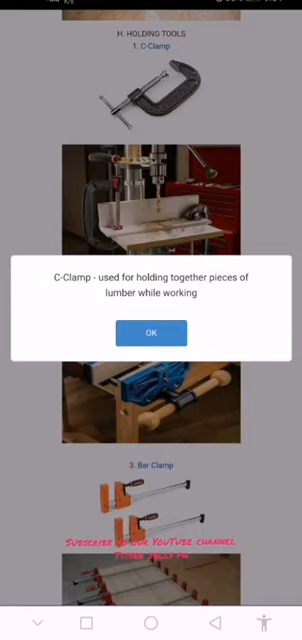 H. HOLDING TOOLS
1. C-Clamp
C-Clamp - used for holding together pieces of
lumber while working
OK
3. Bar Clamp
Subscribe to our YouTube channel